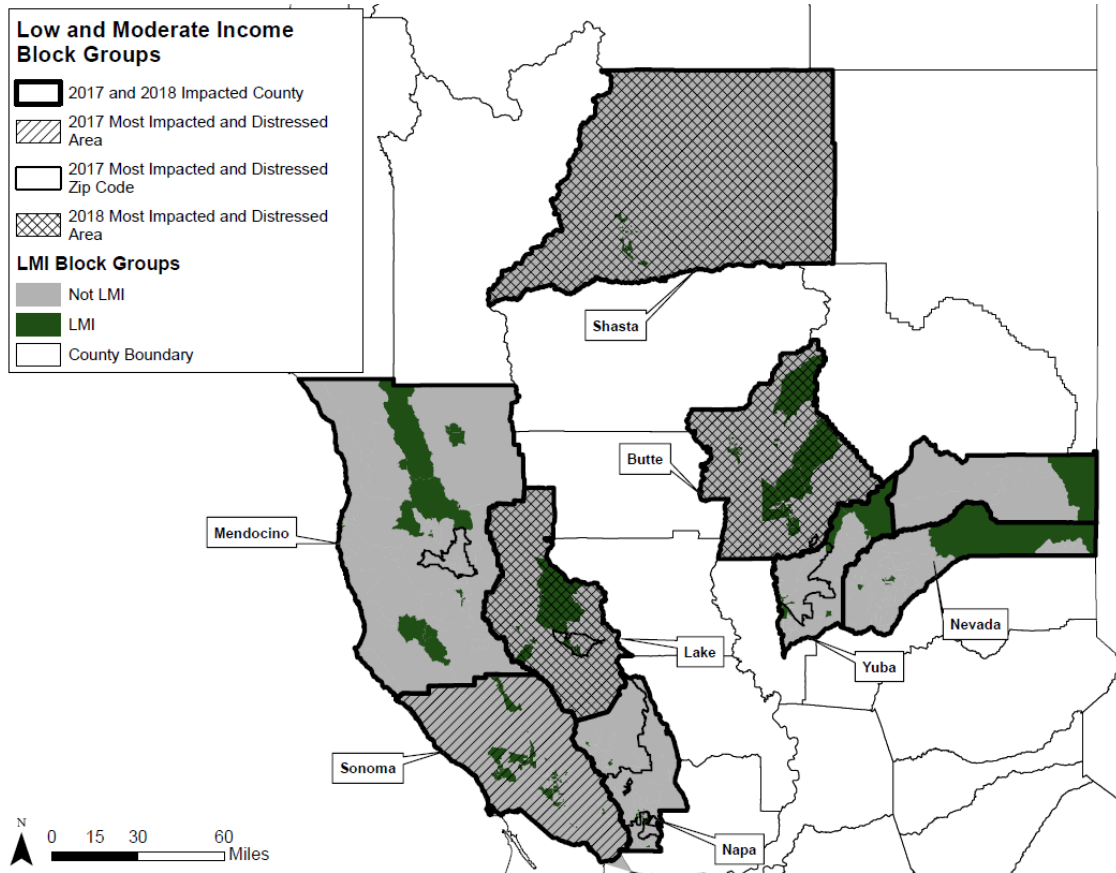 Low and Moderate Income
Block Groups
2017 and 2018 Impacted County
2017 Most Impacted and Distressed
Area
2017 Most Impacted and Distressed
Zip Code
2018 Most Impacted and Distressed
Area
LMI Block Groups
Not LMI
LMI
County Boundary
Shasta
Butte
Mendocino
Nevada
Lake
Yuba
Sonoma
Napa
N
0 15 30 60
Miles